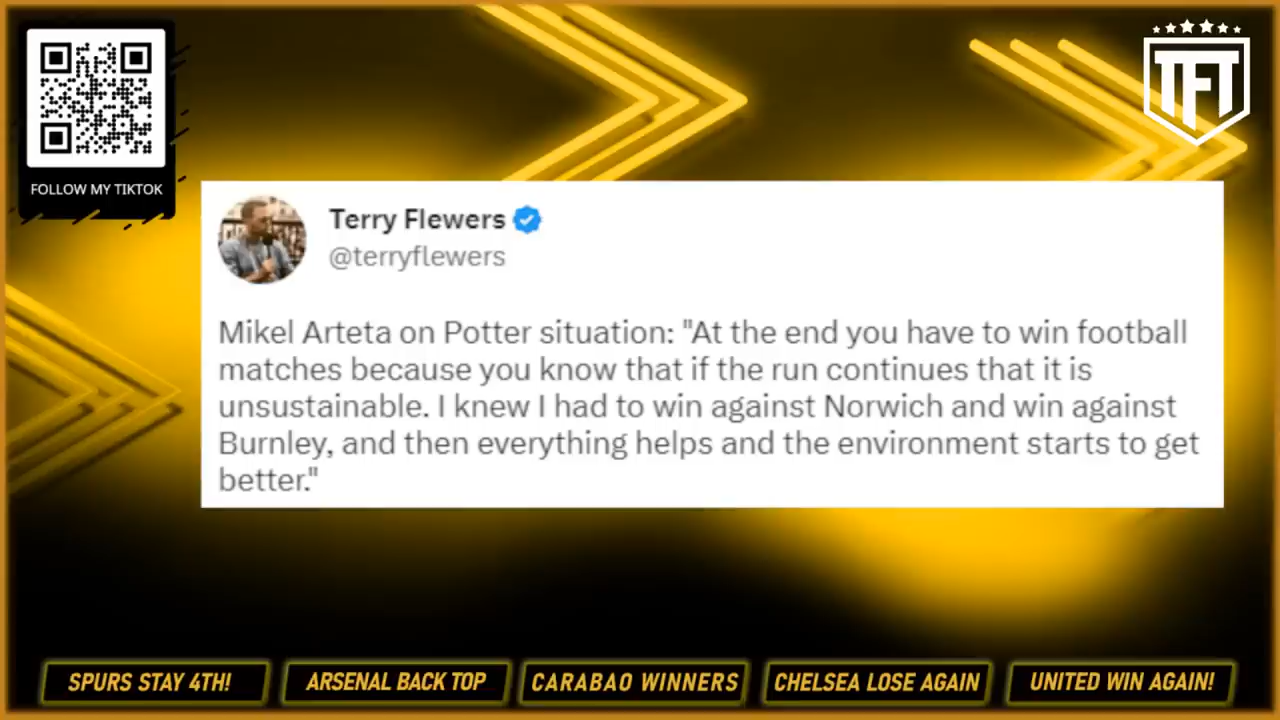 FOLLOW MY TIKTOK
TFT
Terry Flewers
@terryflewers
Mikel Arteta on Potter situation: "At the end you have to win football
matches because you know that if the run continues that it is
unsustainable. I knew I had to win against Norwich and win against
Burnley, and then everything helps and the environment starts to get
better."
SPURS STAY 4TH!
ARSENAL BACK TOP
CARABAO WINNERS
CHELSEA LOSE AGAIN
UNITED WIN AGAIN!